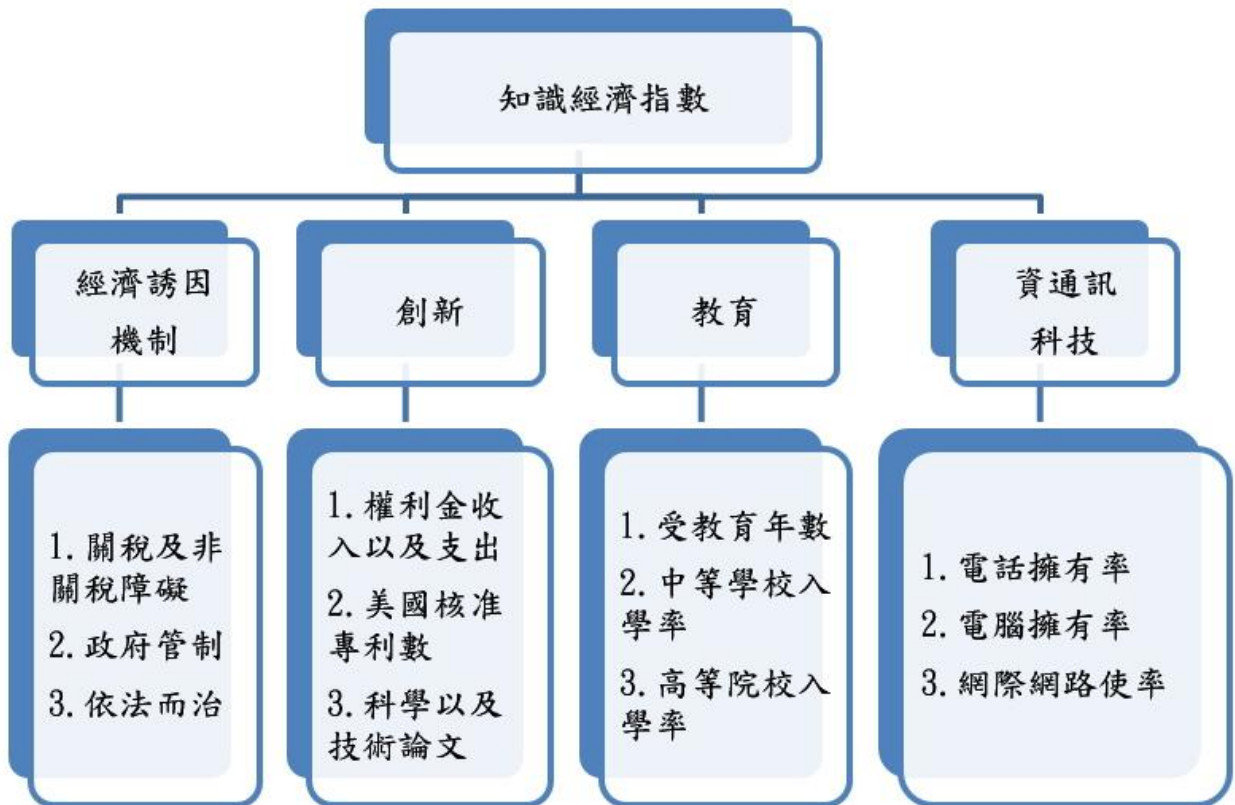 知識經濟指數
經濟誘因
機制
創新
教育
資通訊
科技
1.關稅及非
關稅障礙
2.政府管制
3.依法而治
1.權利金收
入以及支出
2.美國核准
專利數
3.科學以及
技術論文
1.受教育年數
2.中等學校入
學率
3.高等院校入
學率
1.電話擁有率
2.電腦擁有率
3.網際網路使率